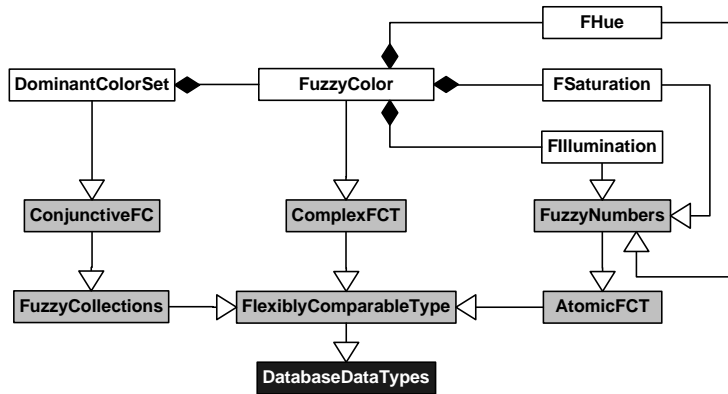 FHue
DominantColorSet
FuzzyColor
FSaturation
FIllumination
ConjunctiveFC
ComplexFCT
FuzzyNumbers
FuzzyCollections
FlexiblyComparableType
AtomicFCT
DatabaseDataTypes